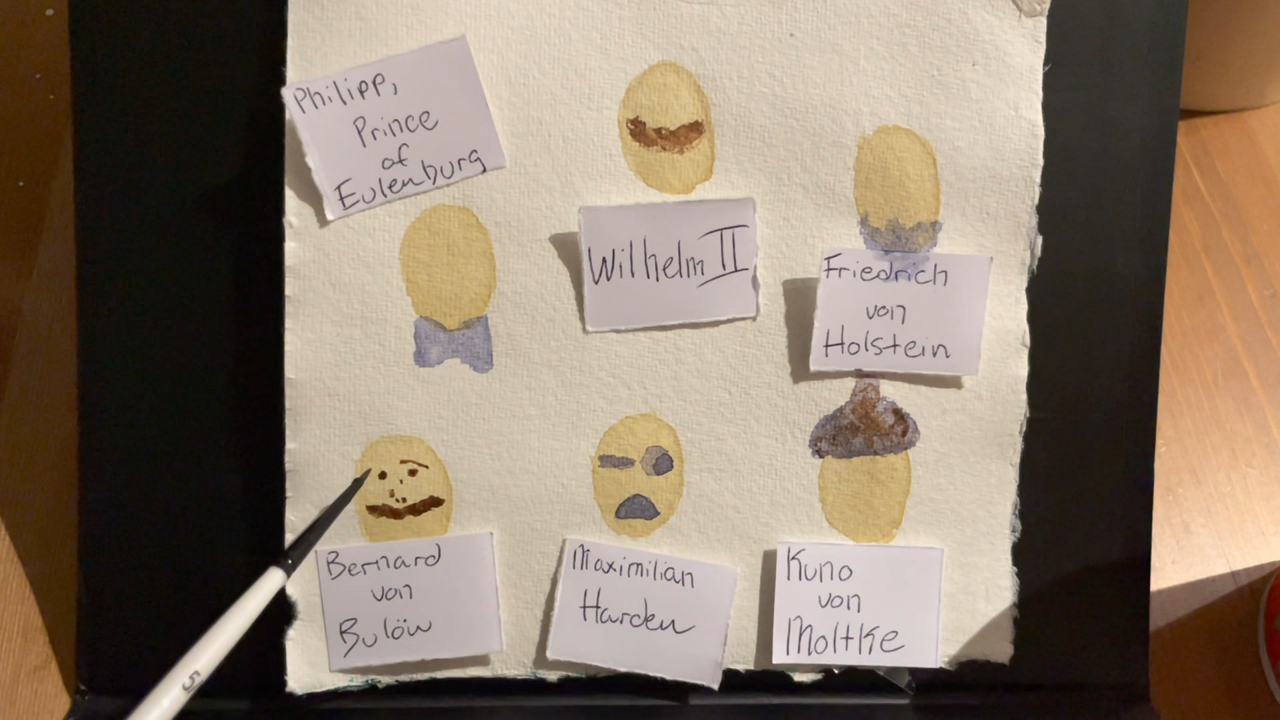 Philipp,
Prince
of
Eulenburg
Wilhelm II
Friedrich
von
Holstein
Bernard
von
Bulöw
Maximilian
Harden
Kuno
von
Moltke
5